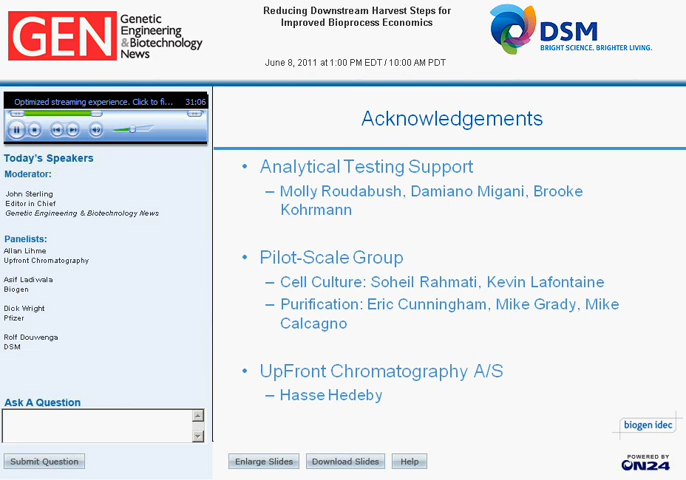 GEN Genetic
Engineering
& Biotechnology
News
Reducing Downstream Harvest Steps for
Improved Bioprocess Economics
June 8, 2011 at 1:00 PM EDT / 10:00 AM PDT
DSM
BRIGHT SCIENCE. BRIGHTER LIVING.
Optimized streaming experience. Click to fi... 31:06
Today's Speakers
Moderator:
John Sterling
Editor in Chief
Genetic Engineering & Biotechnology News
Panelists:
Allan Lihme
Upfront Chromatography
Asif Ladiwala
Biogen
Dick Wright
Pfizer
Rolf Douwenga
DSM
Ask A Question
Submit Question
Acknowledgements
• Analytical Testing Support
– Molly Roudabush, Damiano Migani, Brooke
Kohrmann
• Pilot-Scale Group
– Cell Culture: Soheil Rahmati, Kevin Lafontaine
– Purification: Eric Cunningham, Mike Grady, Mike
Calcagno
• UpFront Chromatography A/S
– Hasse Hedeby
biogen idec
Enlarge Slides Download Slides Help
POWERED BY
ON24